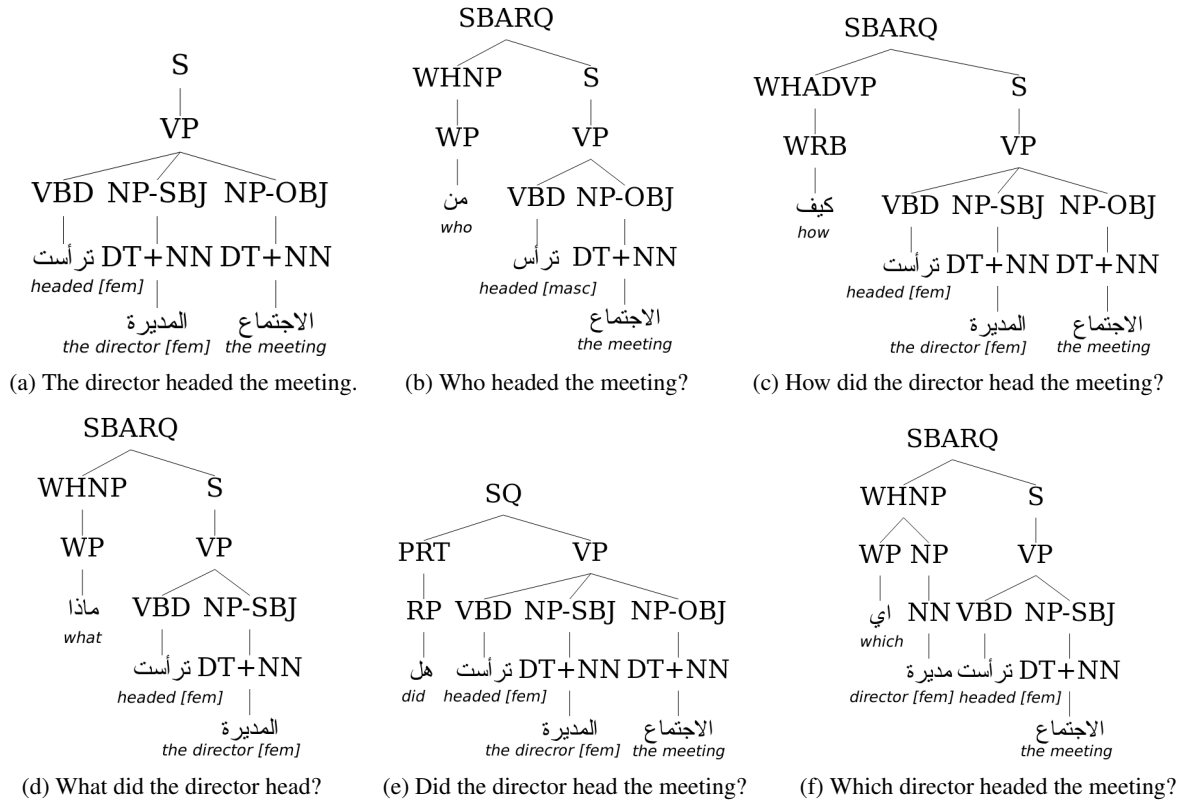 S
VP
VBD NP-SBJ NP-OBJ
ترأست DT+NN DT+NN
headed [fem]
المديرة الاجتماع
the director [fem] the meeting
(a) The director headed the meeting.
SBARQ
WHNP S
WP VP
من VBD NP-OBJ
who
ترأس DT+NN
headed [masc]
الاجتماع
the meeting
(b) Who headed the meeting?
SBARQ
WHADVP S
WRB VP
كيف VBD NP-SBJ NP-OBJ
how
ترأست DT+NN DT+NN
headed [fem]
المديرة الاجتماع
the director [fem] the meeting
(c) How did the director head the meeting?
SBARQ
WHNP S
WP VP
ماذا VBD NP-SBJ
what
ترأست DT+NN
headed [fem]
المديرة
the director [fem]
(d) What did the director head?
SQ
PRT VP
RP VBD NP-SBJ NP-OBJ
هل ترأست DT+NN DT+NN
did headed [fem]
المديرة الاجتماع
the direcror [fem] the meeting
(e) Did the director head the meeting?
SBARQ
WHNP S
WP NP VP
اي NN VBD NP-SBJ
which
مديرة ترأست DT+NN
director [fem] headed [fem]
الاجتماع
the meeting
(f) Which director headed the meeting?